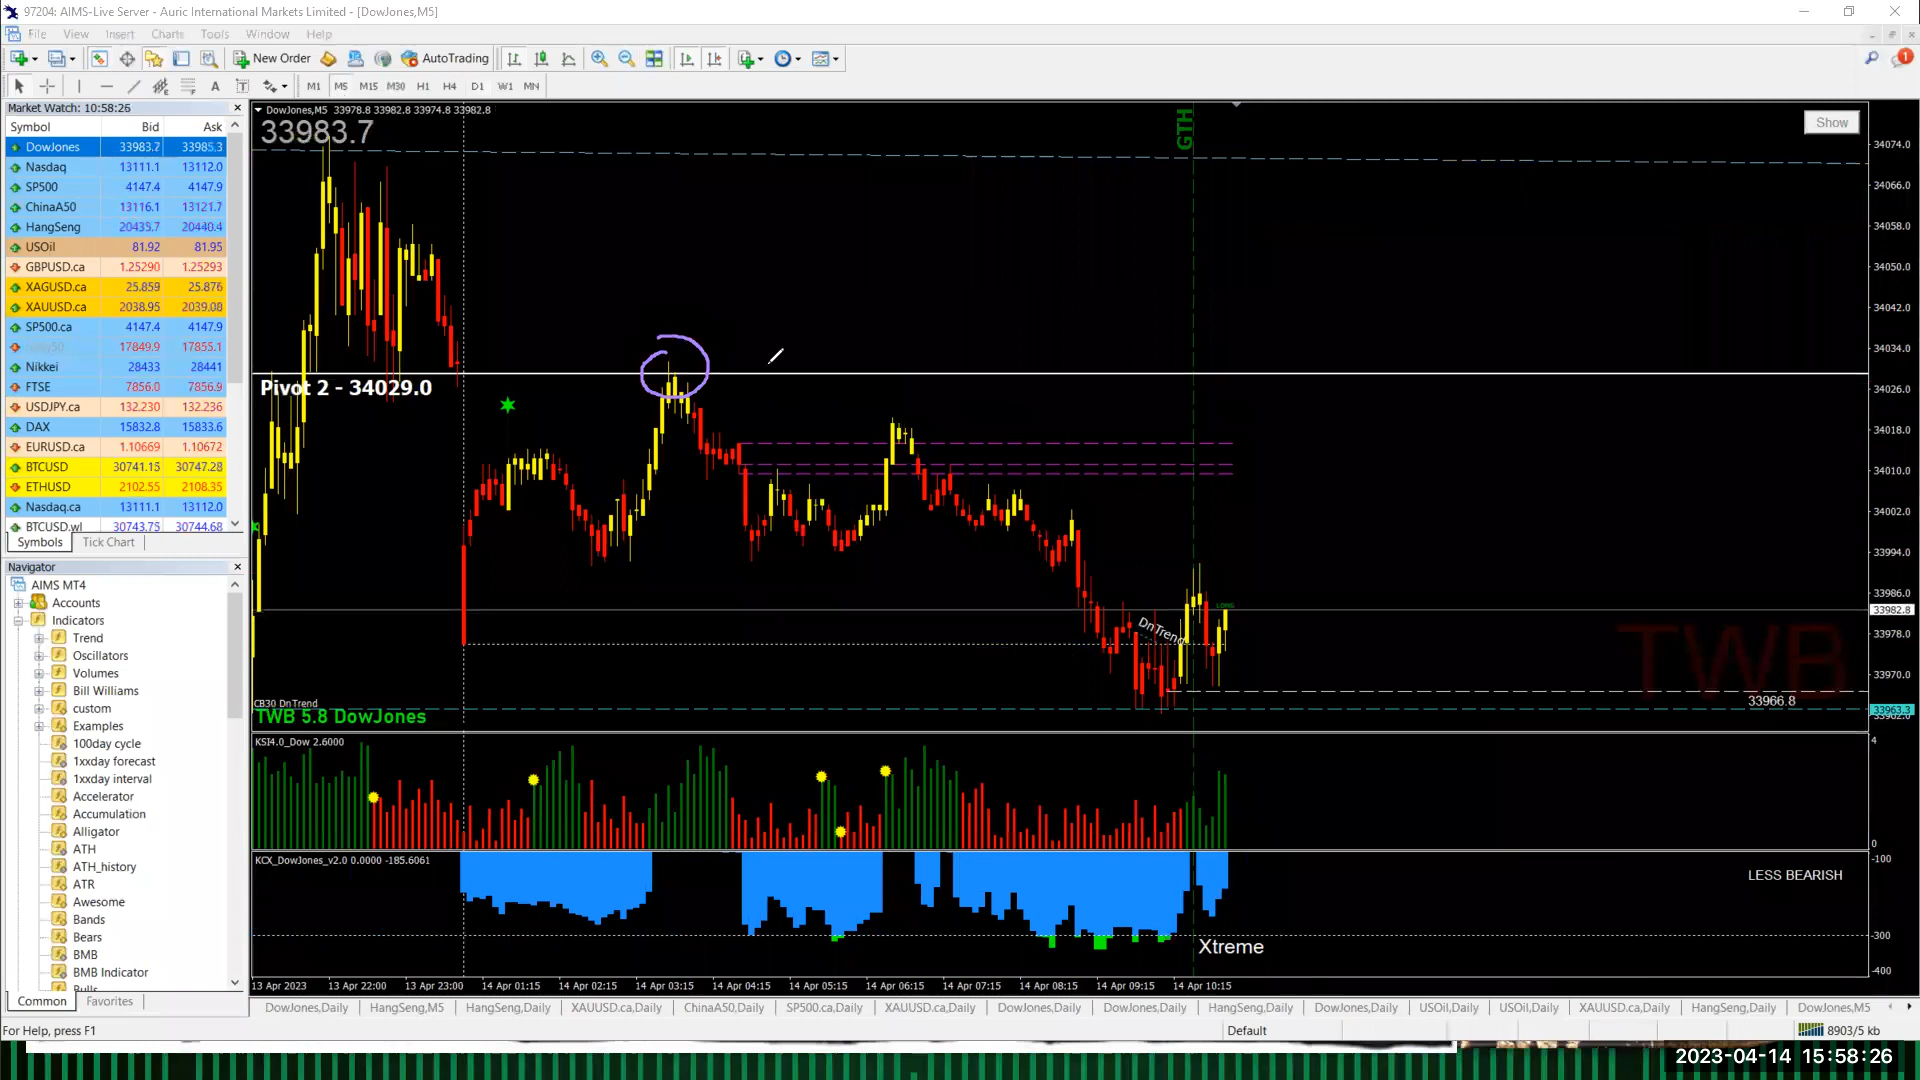 97204: AIMS-Live Server - Auric International Markets Limited - [DowJones,M5]
File View Insert Charts Tools Window Help
New Order AutoTrading 1
A T M1 M5 M15 M30 H1 H4 D1 W1 MN
Market Watch: 10:58:26
Symbol Bid Ask
DowJones 33983.7 33985.3
Nasdaq 13111.1 13112.0
SP500 4147.4 4147.9
ChinaA50 13116.1 13121.7
HangSeng 20435.7 20440.4
USOil 81.92 81.95
GBPUSD.ca 1.25290 1.25293
XAGUSD.ca 25.859 25.876
XAUUSD.ca 2038.95 2039.08
SP500.ca 4147.4 4147.9
17849.9 17855.1
Nikkei 28433 28441
FTSE 7856.0 7856.9
USDJPY.ca 132.230 132.236
DAX 15832.8 15833.6
EURUSD.ca 1.10669 1.10672
BTCUSD 30741.15 30747.28
ETHUSD 2102.55 2108.35
Nasdaq.ca 13111.1 13112.0
BTCUSD.wl 30743.75 30744.68
Symbols Tick Chart
Navigator
AIMS MT4
Accounts
Indicators
Trend
Oscillators
Volumes
Bill Williams
custom
Examples
100day cycle
1xxday forecast
1xxday interval
Accelerator
Accumulation
Alligator
ATH
ATH_history
ATR
Awesome
Bands
Bears
BMB
BMB Indicator
Bulls
Common Favorites
DowJones,M5 33978.8 33982.8 33974.8 33982.8
33983.7
GTH
Show
Pivot 2 - 34029.0
LONG
DnTrend
TWB
33966.8
CB30 DnTrend
TWB 5.8 DowJones
34074.0
34066.0
34058.0
34050.0
34042.0
34034.0
34026.0
34018.0
34010.0
34002.0
33994.0
33986.0
33982.8
33978.0
33970.0
33963.3
33962.0
KSI4.0_Dow 2.6000
4
0
KCX_DowJones_v2.0 0.0000 -185.6061
LESS BEARISH
Xtreme
-100
-300
-400
13 Apr 2023 13 Apr 22:00 13 Apr 23:00 14 Apr 01:15 14 Apr 02:15 14 Apr 03:15 14 Apr 04:15 14 Apr 05:15 14 Apr 06:15 14 Apr 07:15 14 Apr 08:15 14 Apr 09:15 14 Apr 10:15
DowJones,Daily HangSeng,M5 HangSeng,Daily XAUUSD.ca,Daily ChinaA50,Daily SP500.ca,Daily XAUUSD.ca,Daily DowJones,Daily DowJones,Daily HangSeng,Daily DowJones,Daily USOil,Daily USOil,Daily XAUUSD.ca,Daily HangSeng,Daily DowJones,M5
For Help, press F1 Default 8903/5 kb
2023-04-14 15:58:26